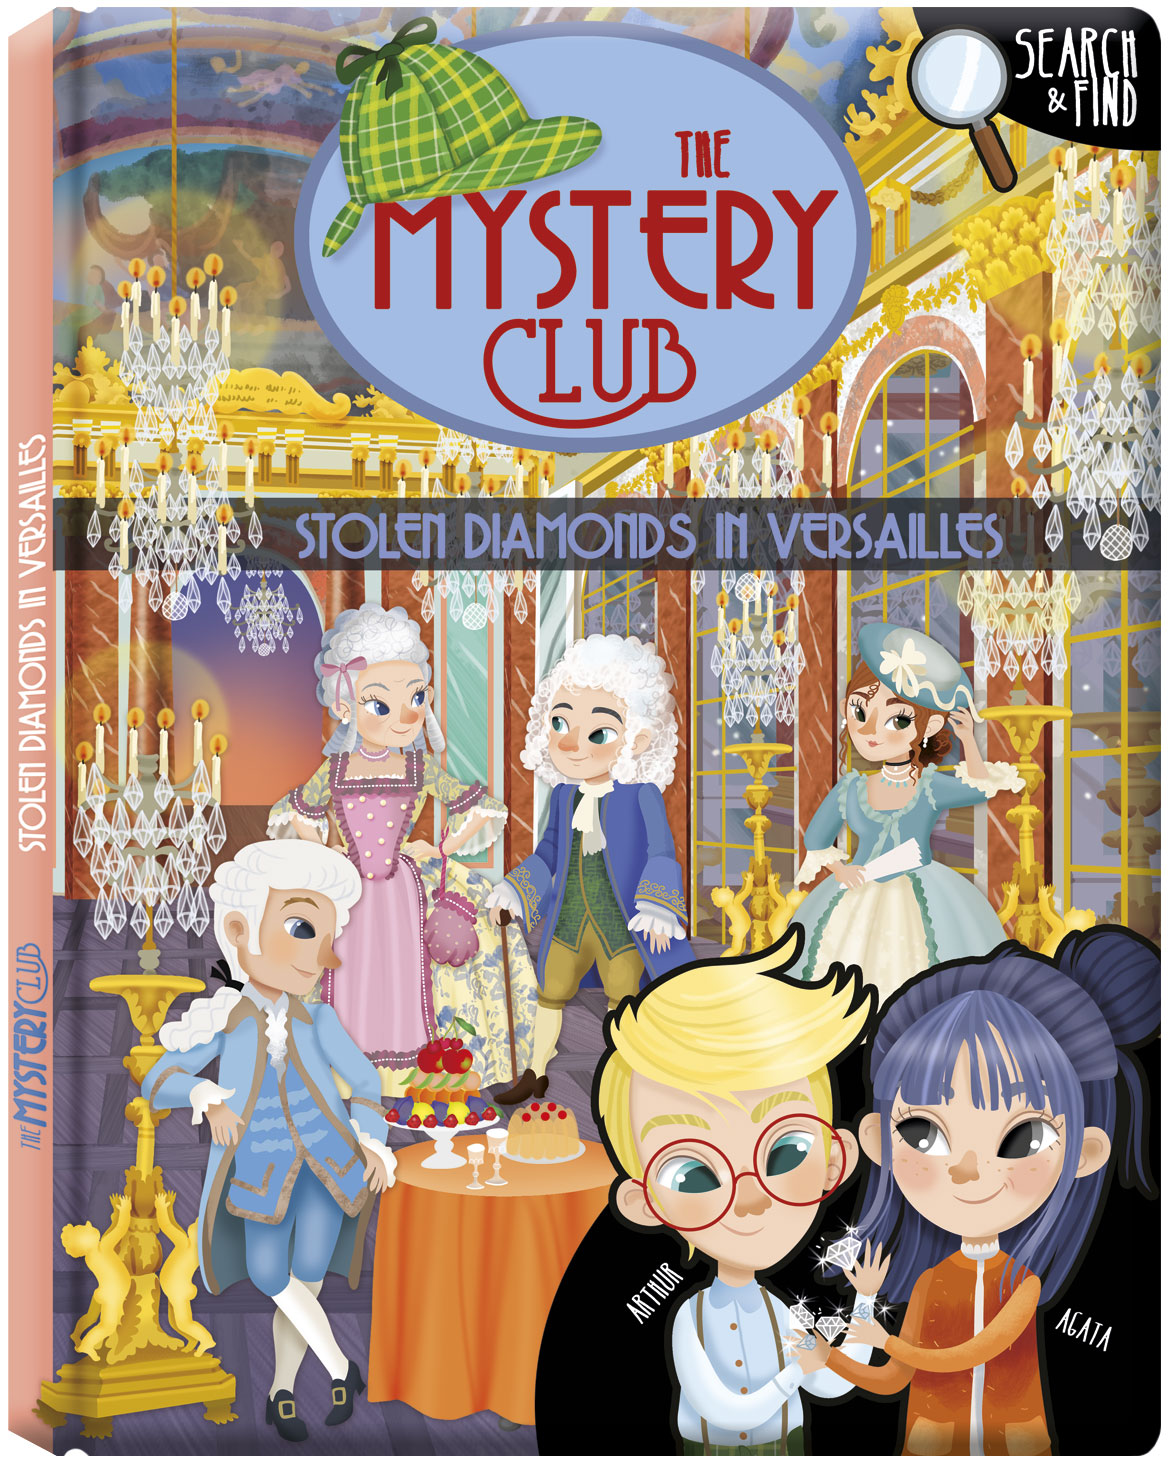 SEARCH
& FIND
THE
MYSTERY
CLUB
STOLEN DIAMONDS IN VERSAILLES
STOLEN DIAMONDS IN VERSAILLES
THE MYSTERY CLUB
ARTHUR
AGATA